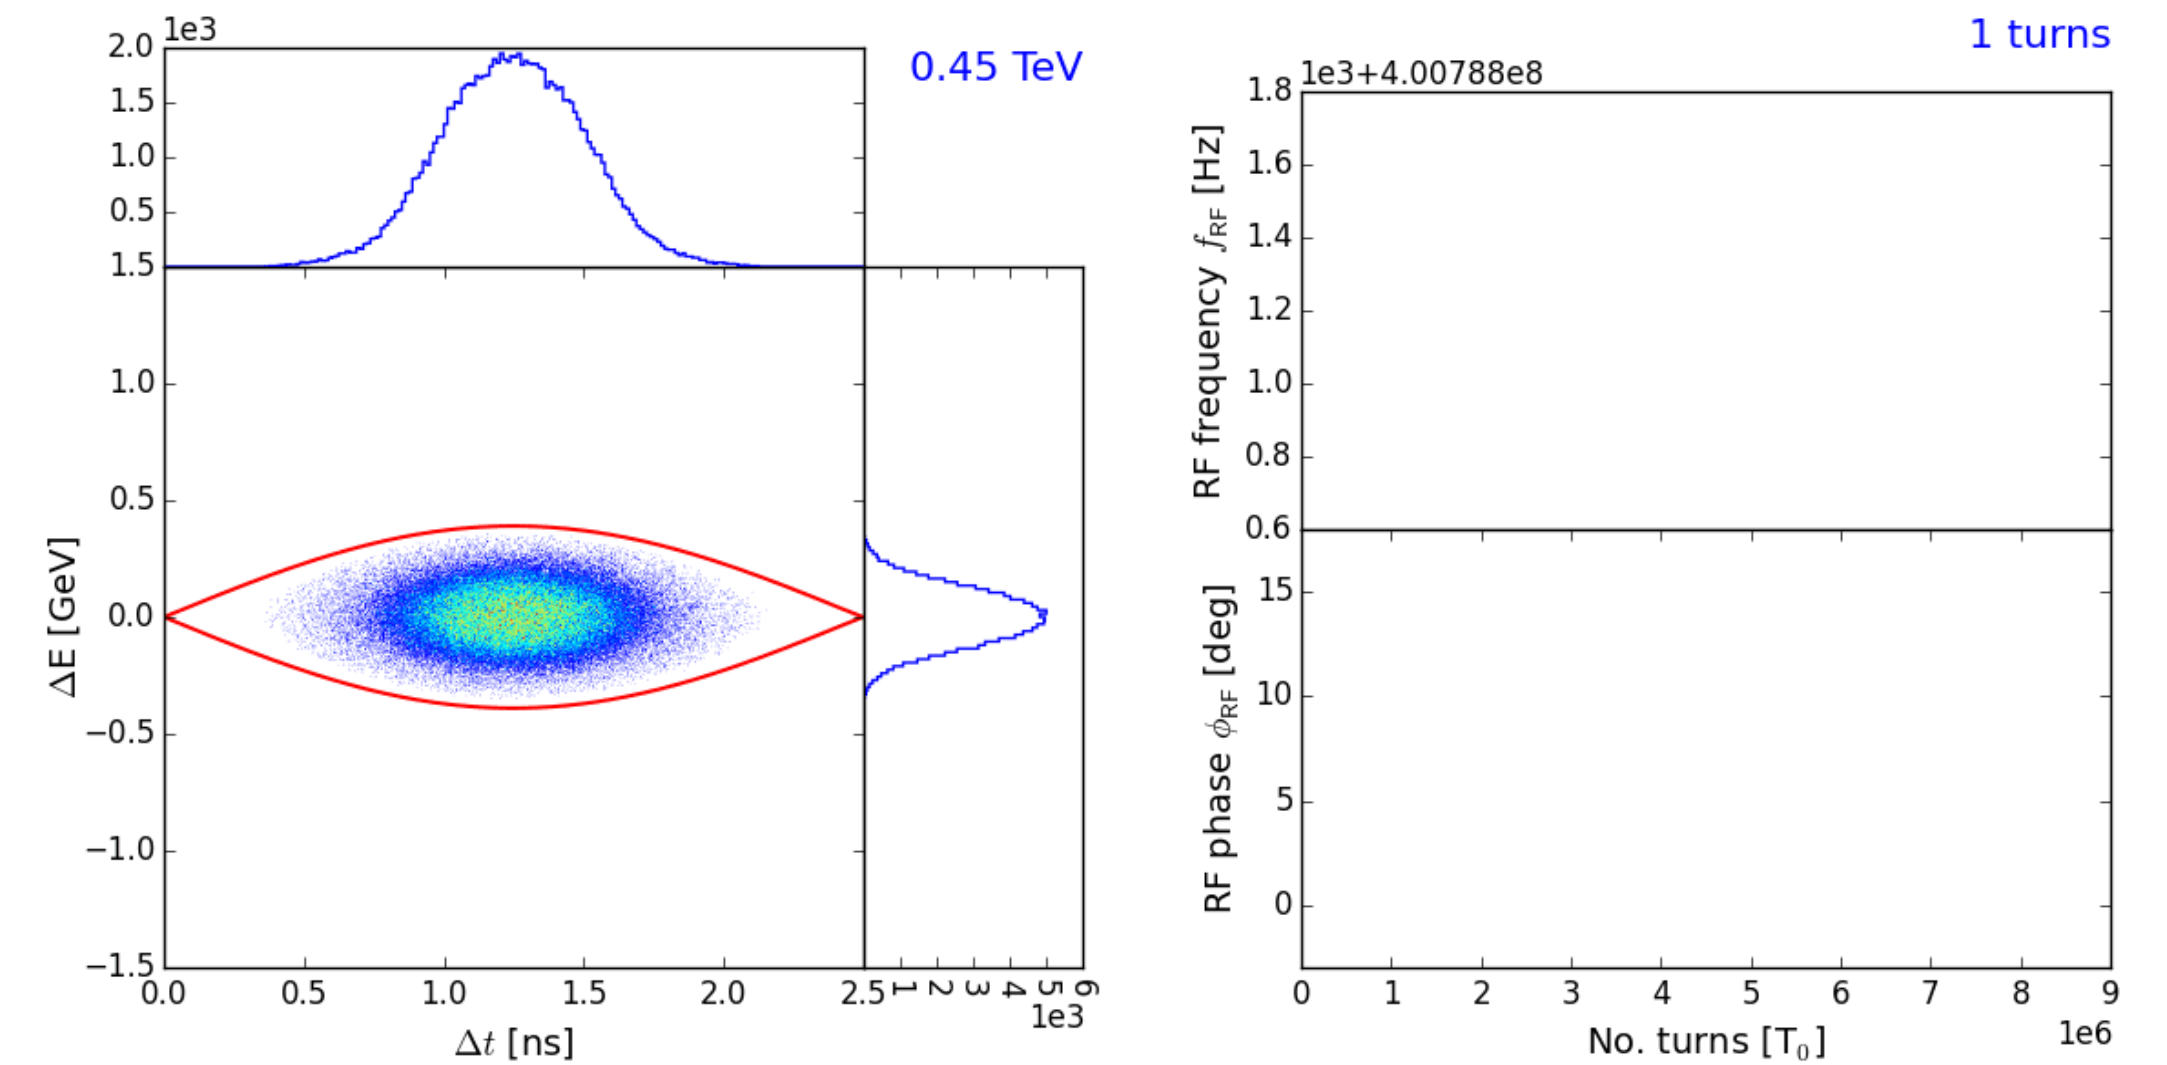 1e3
2.0
1.5
1.0
0.5
1.5
0.45 TeV
1.0
0.5
0.0
−0.5
−1.0
−1.5
ΔE [GeV]
0.0 0.5 1.0 1.5 2.0 2.5
1 2 3 4 5 6
1e3
Δt [ns]
1 turns
1e3+4.00788e8
1.8
1.6
1.4
1.2
1.0
0.8
0.6
RF frequency f_RF [Hz]
15
10
5
0
RF phase ϕ_RF [deg]
0 1 2 3 4 5 6 7 8 9
1e6
No. turns [T₀]